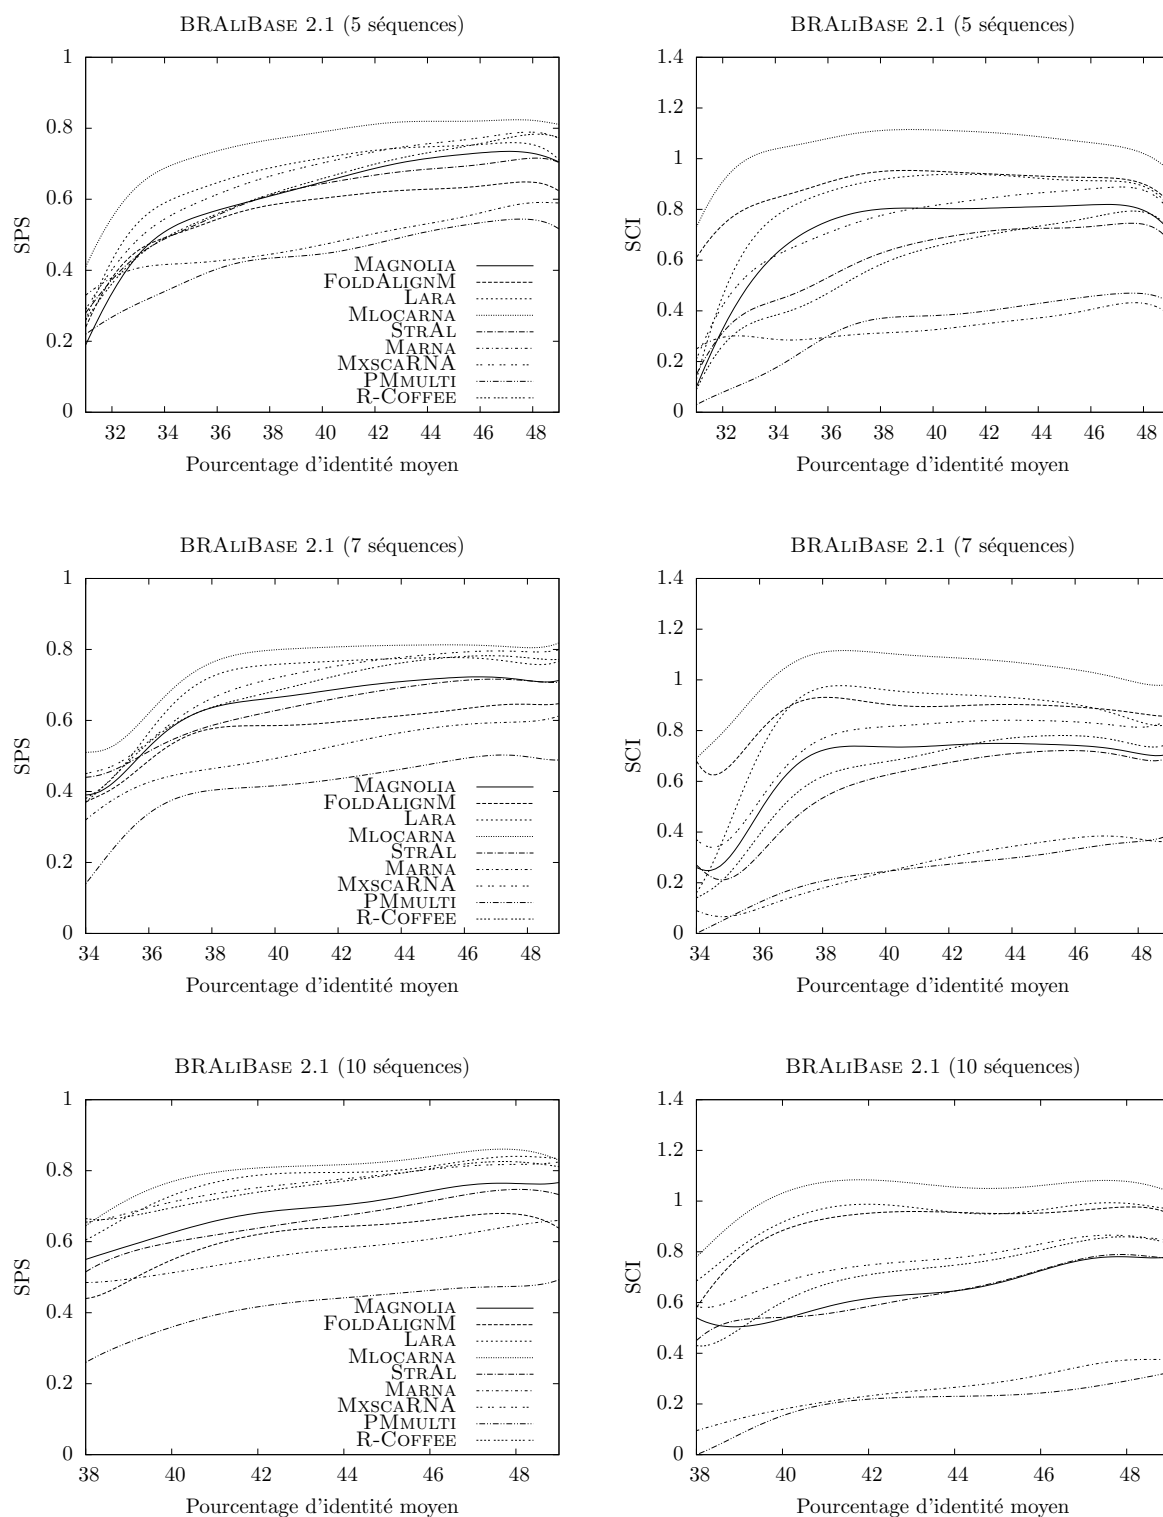 BRALIBASE 2.1 (5 séquences)
1
0.8
0.6
0.4
0.2
0
SPS
MAGNOLIA
FOLDALIGNM
LARA
MLOCARNA
STRAL
MARNA
MXSCARNA
PMMULTI
R-COFFEE
32 34 36 38 40 42 44 46 48
Pourcentage d'identité moyen
BRALIBASE 2.1 (5 séquences)
1.4
1.2
1
0.8
0.6
0.4
0.2
0
SCI
32 34 36 38 40 42 44 46 48
Pourcentage d'identité moyen
BRALIBASE 2.1 (7 séquences)
1
0.8
0.6
0.4
0.2
0
SPS
MAGNOLIA
FOLDALIGNM
LARA
MLOCARNA
STRAL
MARNA
MXSCARNA
PMMULTI
R-COFFEE
34 36 38 40 42 44 46 48
Pourcentage d'identité moyen
BRALIBASE 2.1 (7 séquences)
1.4
1.2
1
0.8
0.6
0.4
0.2
0
SCI
34 36 38 40 42 44 46 48
Pourcentage d'identité moyen
BRALIBASE 2.1 (10 séquences)
1
0.8
0.6
0.4
0.2
0
SPS
MAGNOLIA
FOLDALIGNM
LARA
MLOCARNA
STRAL
MARNA
MXSCARNA
PMMULTI
R-COFFEE
38 40 42 44 46 48
Pourcentage d'identité moyen
BRALIBASE 2.1 (10 séquences)
1.4
1.2
1
0.8
0.6
0.4
0.2
0
SCI
38 40 42 44 46 48
Pourcentage d'identité moyen